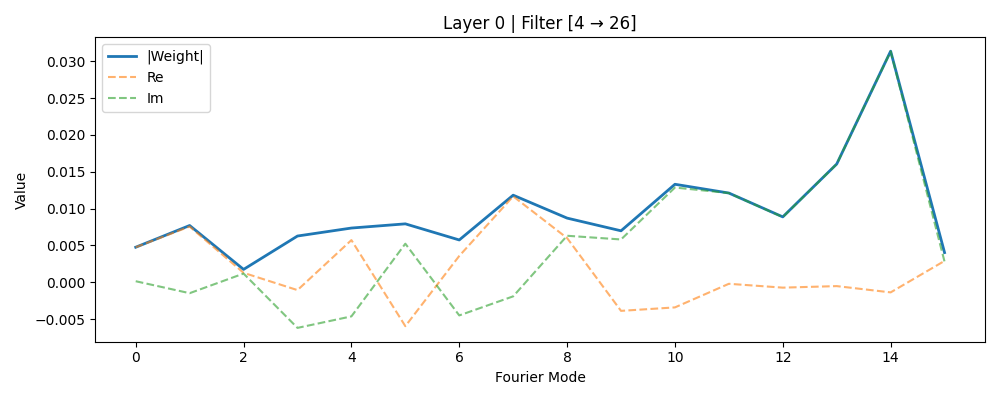 Layer 0 | Filter [4 → 26]
|Weight|
Re
Im
Value
0.030
0.025
0.020
0.015
0.010
0.005
0.000
−0.005
0 2 4 6 8 10 12 14
Fourier Mode